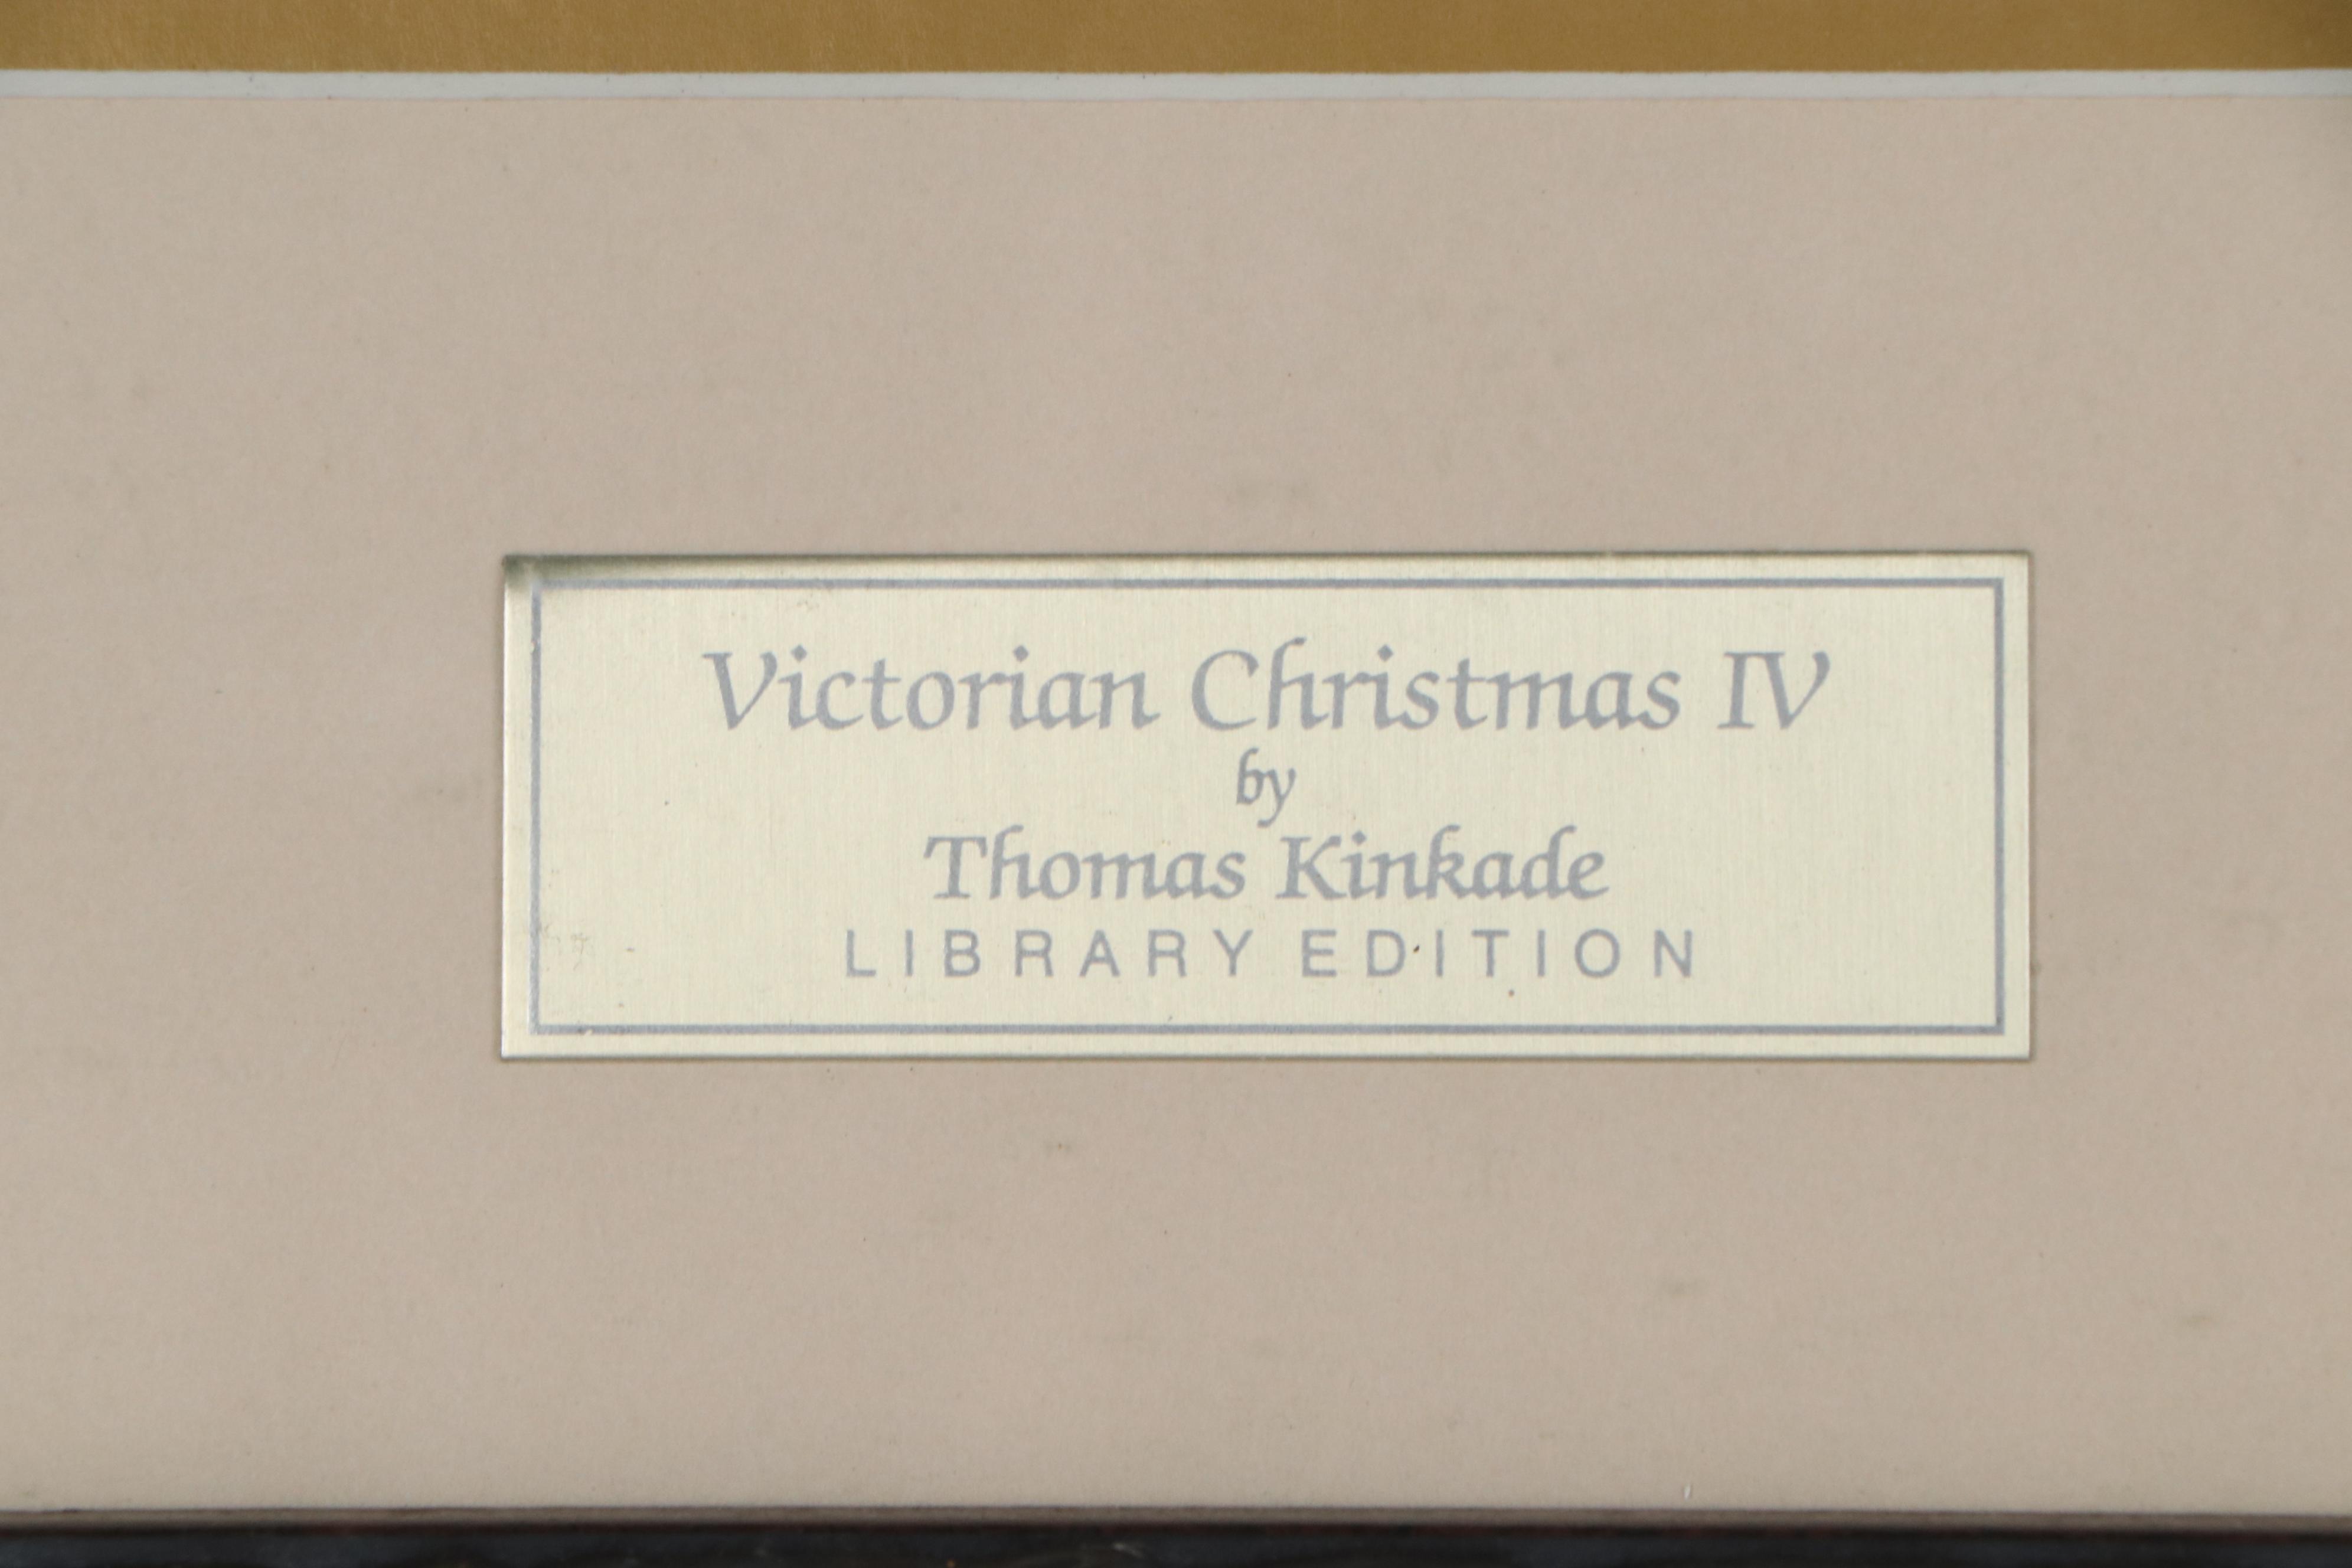 Victorian Christmas IV
by
Thomas Kinkade
LIBRARY EDITION